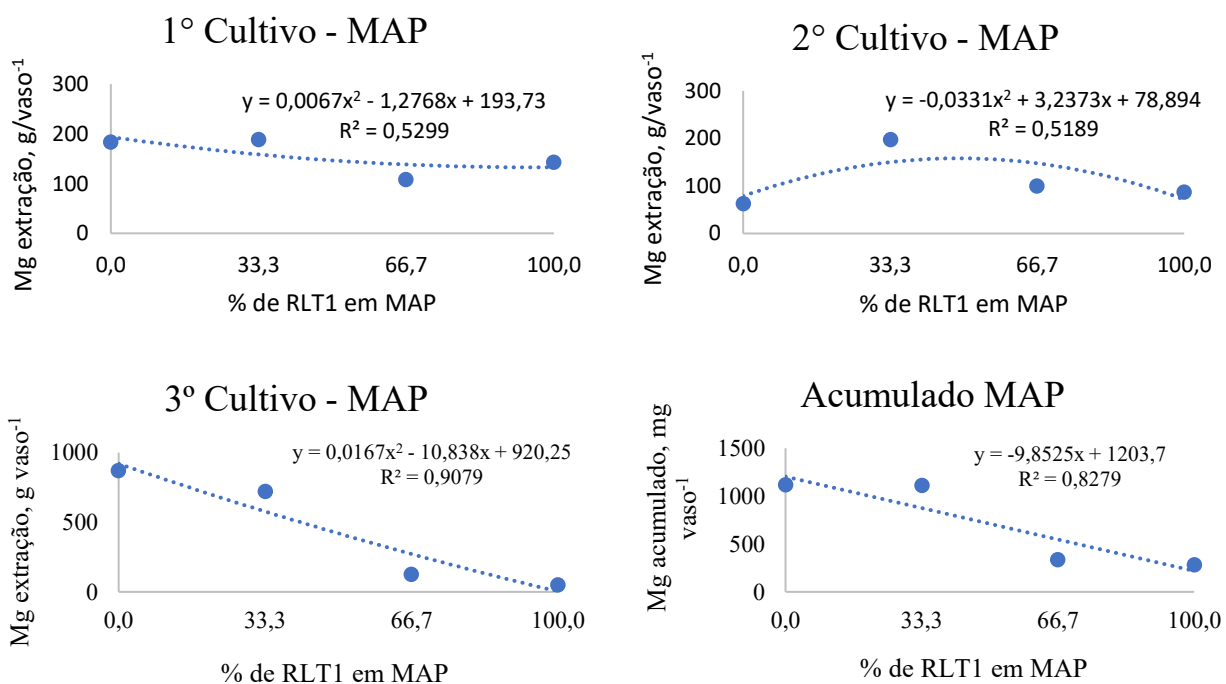 1° Cultivo - MAP
Mg extração, g/vaso-1
300
200
100
0
y = 0,0067x² - 1,2768x + 193,73
R² = 0,5299
0,0 33,3 66,7 100,0
% de RLT1 em MAP
2° Cultivo - MAP
Mg extração, g/vaso-1
300
200
100
0
y = -0,0331x² + 3,2373x + 78,894
R² = 0,5189
0,0 33,3 66,7 100,0
% de RLT1 em MAP
3º Cultivo - MAP
Mg extração, g vaso-1
1000
500
0
y = 0,0167x² - 10,838x + 920,25
R² = 0,9079
0,0 33,3 66,7 100,0
% de RLT1 em MAP
Acumulado MAP
Mg acumulado, mg
vaso-1
1500
1000
500
0
y = -9,8525x + 1203,7
R² = 0,8279
0,0 33,3 66,7 100,0
% de RLT1 em MAP